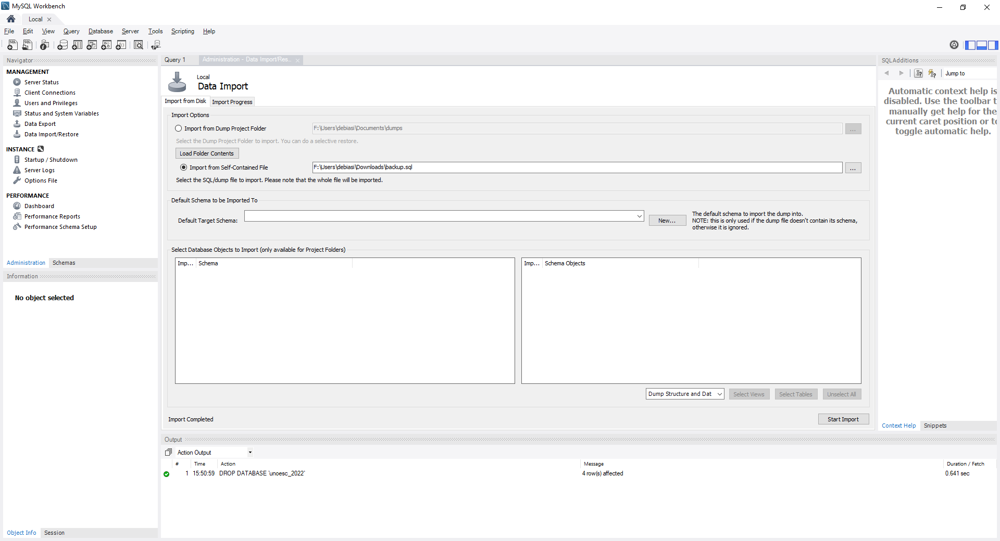 MySQL Workbench
Local
File Edit View Query Database Server Tools Scripting Help
Navigator
MANAGEMENT
Server Status
Client Connections
Users and Privileges
Status and System Variables
Data Export
Data Import/Restore
INSTANCE
Startup / Shutdown
Server Logs
Options File
PERFORMANCE
Dashboard
Performance Reports
Performance Schema Setup
Administration Schemas
Information
No object selected
Object Info Session
Query 1 Administration - Data Import/Res...
Local
Data Import
Import from Disk Import Progress
Import Options
Import from Dump Project Folder F:\Users\debiasi\Documents\dumps ...
Select the Dump Project Folder to import. You can do a selective restore.
Load Folder Contents
Import from Self-Contained File F:\Users\debiasi\Downloads\backup.sql ...
Select the SQL/dump file to import. Please note that the whole file will be imported.
Default Schema to be Imported To
Default Target Schema: New...
The default schema to import the dump into.
NOTE: this is only used if the dump file doesn't contain its schema,
otherwise it is ignored.
Select Database Objects to Import (only available for Project Folders)
Imp... Schema
Imp... Schema Objects
Dump Structure and Dat Select Views Select Tables Unselect All
Import Completed Start Import
Output
Action Output
# Time Action Message Duration / Fetch
1 15:50:59 DROP DATABASE `unoesc_2022` 4 row(s) affected 0.641 sec
SQLAdditions
Jump to
Automatic context help is
disabled. Use the toolbar t
manually get help for the
current caret position or to
toggle automatic help.
Context Help Snippets